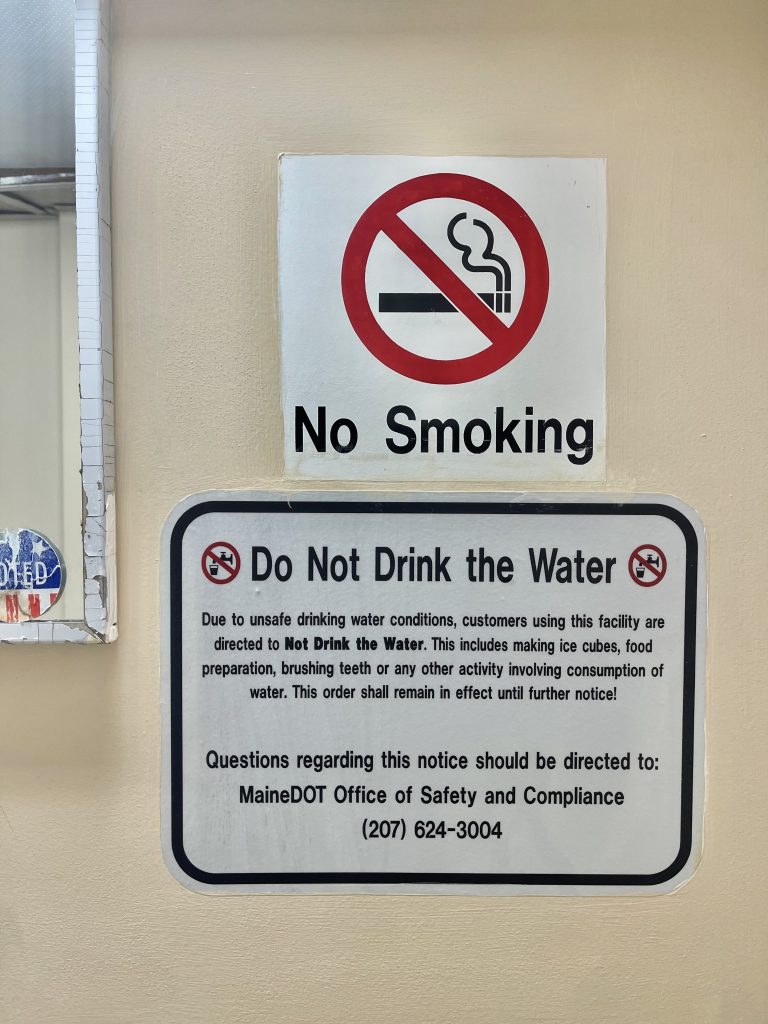 No Smoking
Do Not Drink the Water
Due to unsafe drinking water conditions, customers using this facility are
directed to Not Drink the Water. This includes making ice cubes, food
preparation, brushing teeth or any other activity involving consumption of
water. This order shall remain in effect until further notice!
Questions regarding this notice should be directed to:
MaineDOT Office of Safety and Compliance
(207) 624-3004